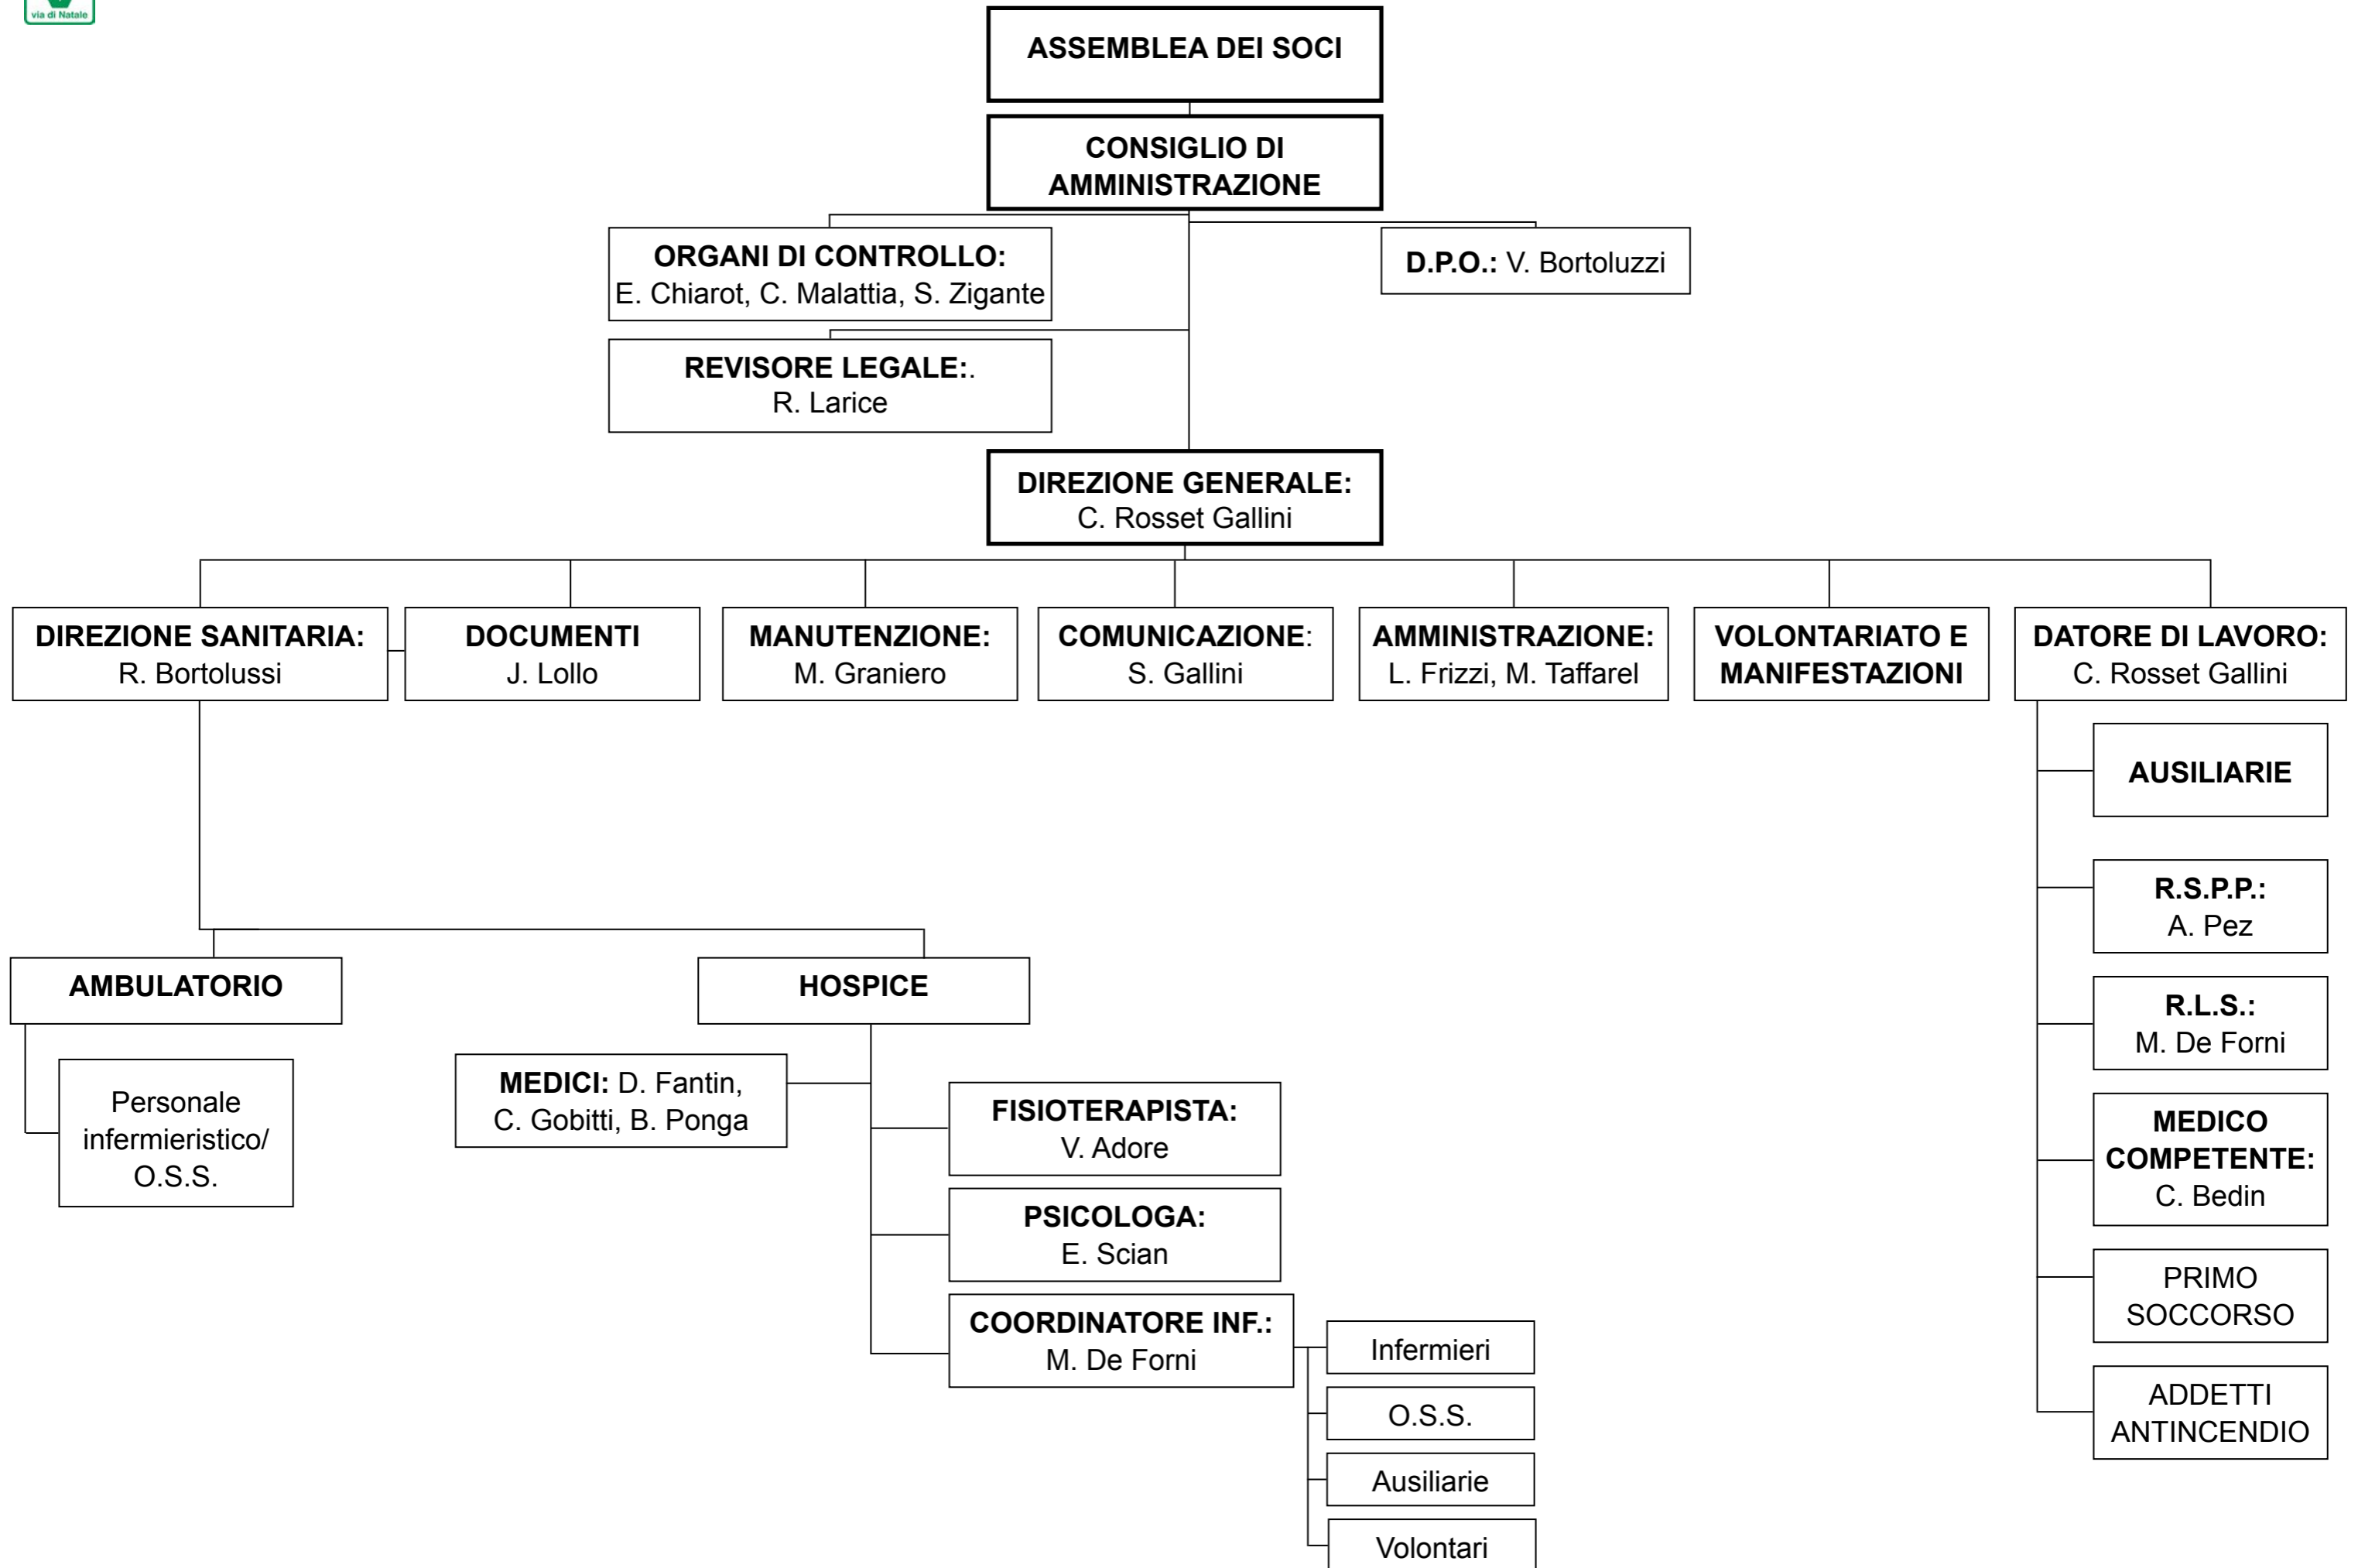 via di Natale
ASSEMBLEA DEI SOCI
CONSIGLIO DI
AMMINISTRAZIONE
ORGANI DI CONTROLLO:
E. Chiarot, C. Malattia, S. Zigante
D.P.O.: V. Bortoluzzi
REVISORE LEGALE:.
R. Larice
DIREZIONE GENERALE:
C. Rosset Gallini
DIREZIONE SANITARIA:
R. Bortolussi
DOCUMENTI
J. Lollo
MANUTENZIONE:
M. Graniero
COMUNICAZIONE:
S. Gallini
AMMINISTRAZIONE:
L. Frizzi, M. Taffarel
VOLONTARIATO E
MANIFESTAZIONI
DATORE DI LAVORO:
C. Rosset Gallini
AUSILIARIE
R.S.P.P.:
A. Pez
R.L.S.:
M. De Forni
MEDICO
COMPETENTE:
C. Bedin
PRIMO
SOCCORSO
ADDETTI
ANTINCENDIO
AMBULATORIO
Personale
infermieristico/
O.S.S.
HOSPICE
MEDICI: D. Fantin,
C. Gobitti, B. Ponga
FISIOTERAPISTA:
V. Adore
PSICOLOGA:
E. Scian
COORDINATORE INF.:
M. De Forni
Infermieri
O.S.S.
Ausiliarie
Volontari